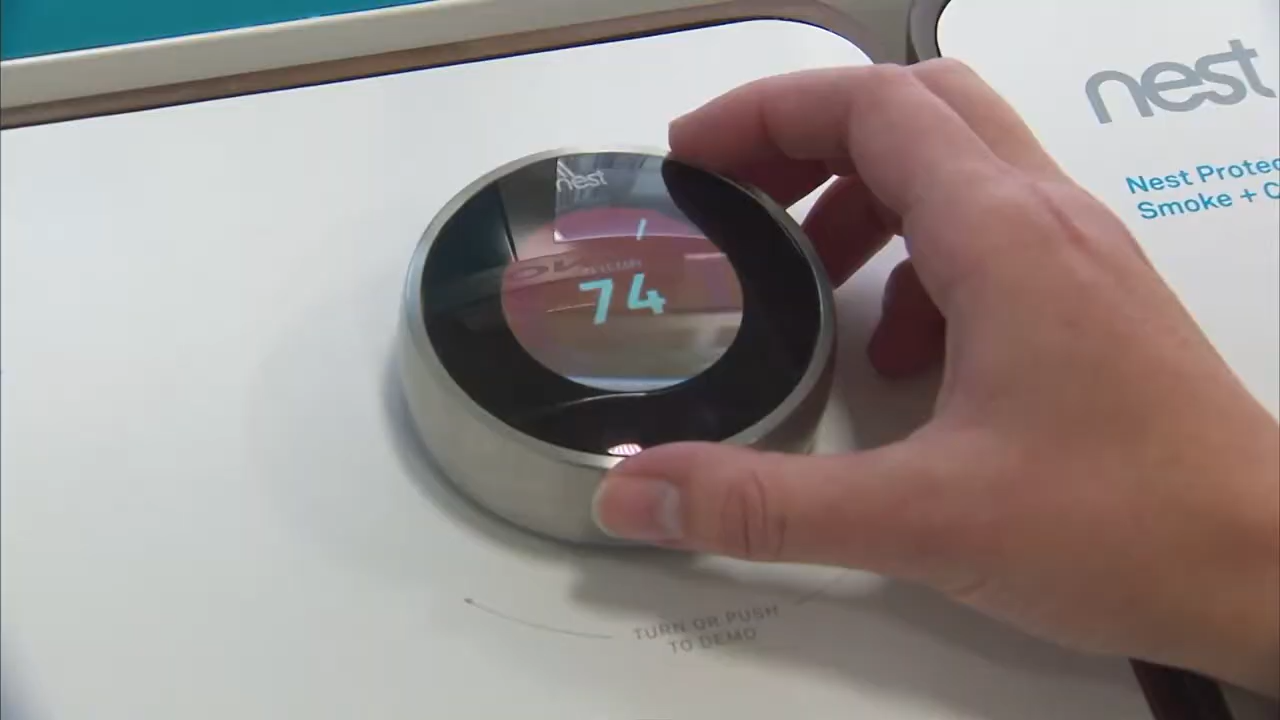 nest
Nest Protec
Smoke + C
nest
74
TURN OR PUSH
TO DEMO